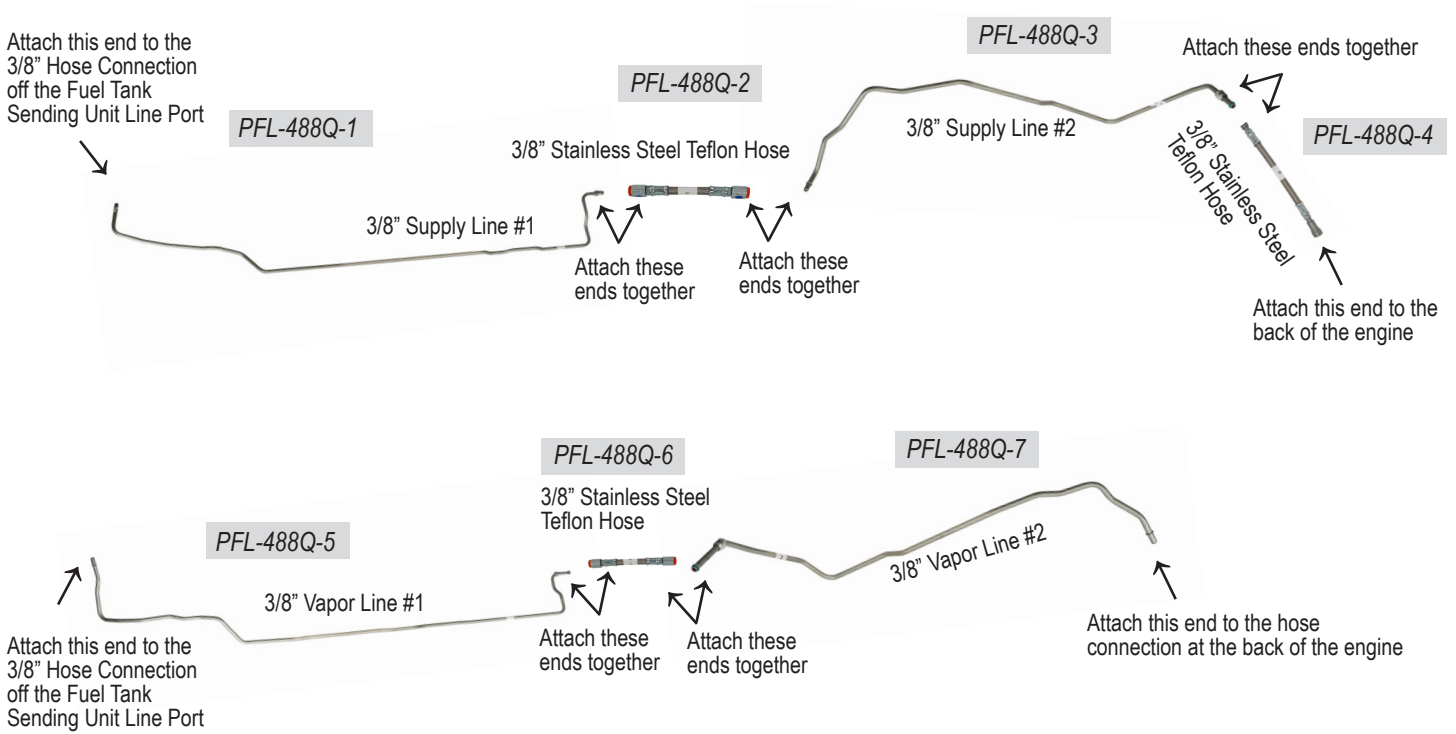 Attach this end to the
3/8” Hose Connection
off the Fuel Tank
Sending Unit Line Port
PFL-488Q-1
3/8” Supply Line #1
PFL-488Q-2
3/8” Stainless Steel Teflon Hose
Attach these
ends together
Attach these
ends together
PFL-488Q-3
3/8” Supply Line #2
Attach these ends together
PFL-488Q-4
3/8” Stainless Steel
Teflon Hose
Attach this end to the
back of the engine
PFL-488Q-5
3/8” Vapor Line #1
Attach this end to the
3/8” Hose Connection
off the Fuel Tank
Sending Unit Line Port
PFL-488Q-6
3/8” Stainless Steel
Teflon Hose
Attach these
ends together
Attach these
ends together
PFL-488Q-7
3/8” Vapor Line #2
Attach this end to the hose
connection at the back of the engine